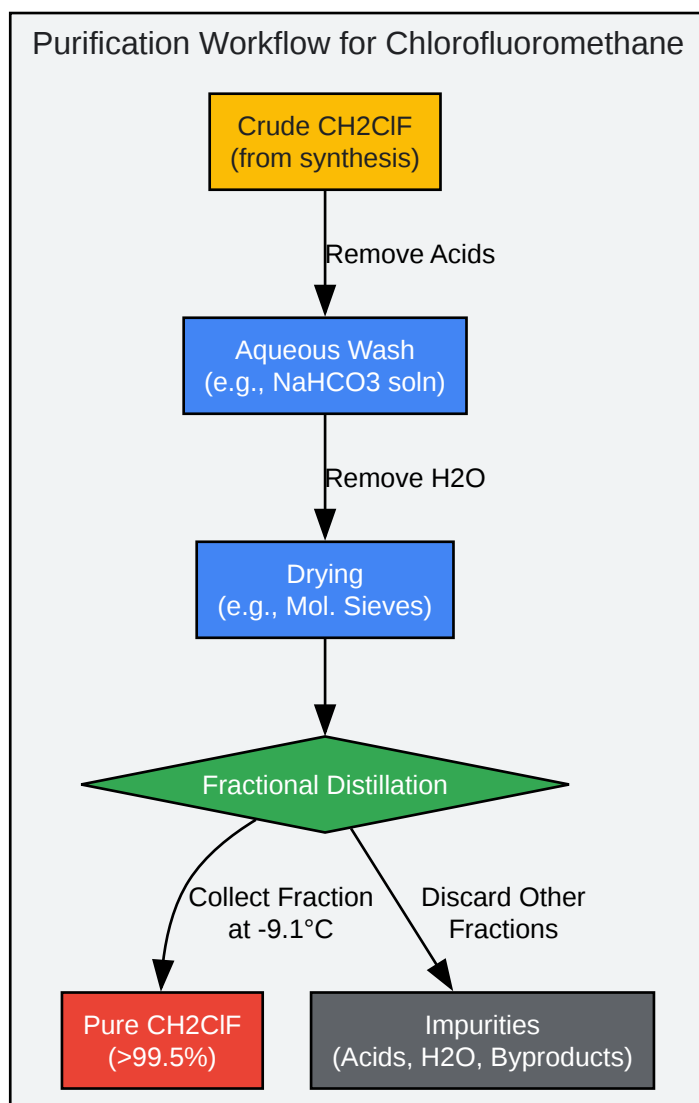 Purification Workflow for Chlorofluoromethane
Crude CH2ClF
(from synthesis)
Remove Acids
Aqueous Wash
(e.g., NaHCO3 soln)
Remove H2O
Drying
(e.g., Mol. Sieves)
Fractional Distillation
Collect Fraction
at -9.1°C
Discard Other
Fractions
Pure CH2ClF
(>99.5%)
Impurities
(Acids, H2O, Byproducts)